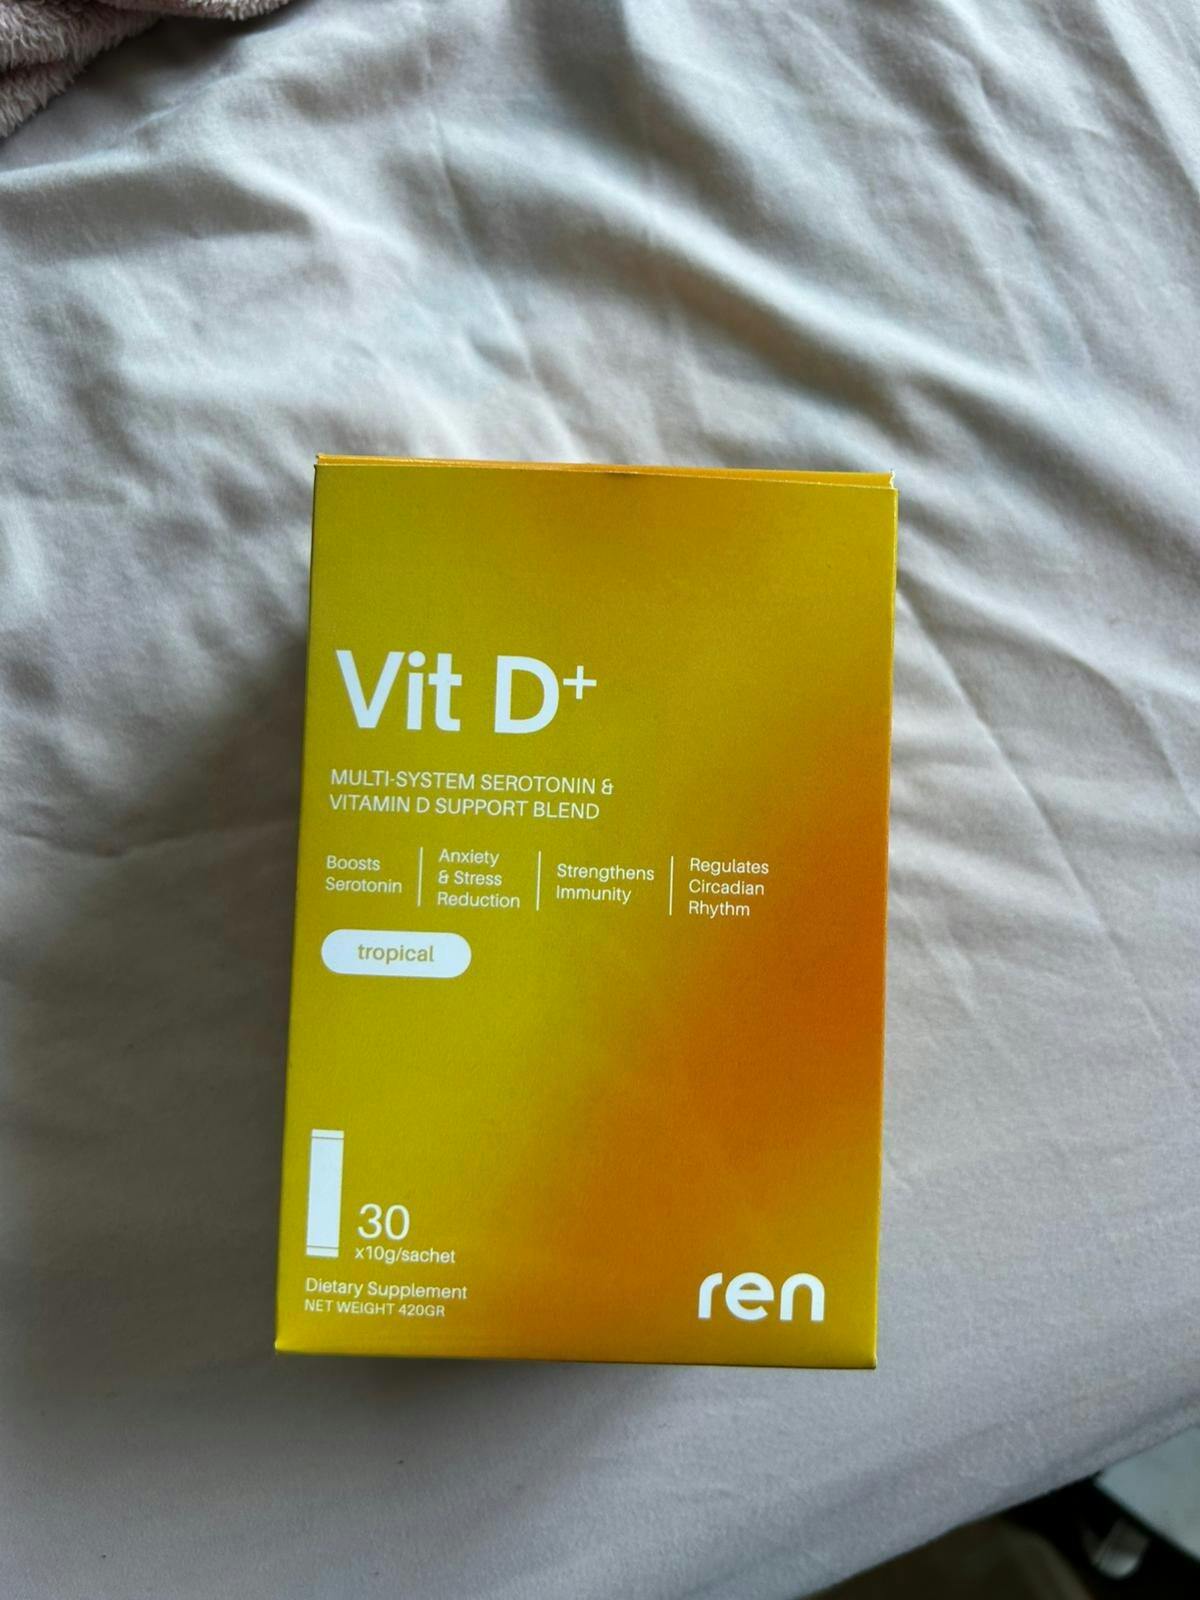 Vit D+
MULTI-SYSTEM SEROTONIN &
VITAMIN D SUPPORT BLEND
Boosts
Serotonin
Anxiety
& Stress
Reduction
Strengthens
Immunity
Regulates
Circadian
Rhythm
tropical
30
x10g/sachet
Dietary Supplement
NET WEIGHT 420GR
ren